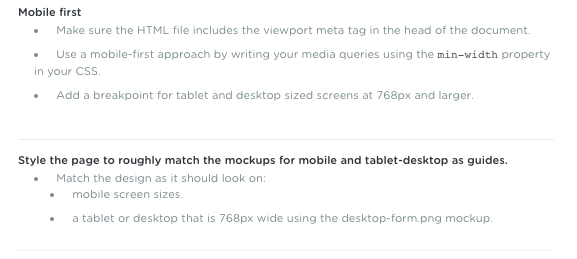 Mobile first
• Make sure the HTML file includes the viewport meta tag in the head of the document.
• Use a mobile-first approach by writing your media queries using the min-width property
in your CSS.
• Add a breakpoint for tablet and desktop sized screens at 768px and larger.
Style the page to roughly match the mockups for mobile and tablet-desktop as guides.
• Match the design as it should look on:
• mobile screen sizes.
• a tablet or desktop that is 768px wide using the desktop-form.png mockup.